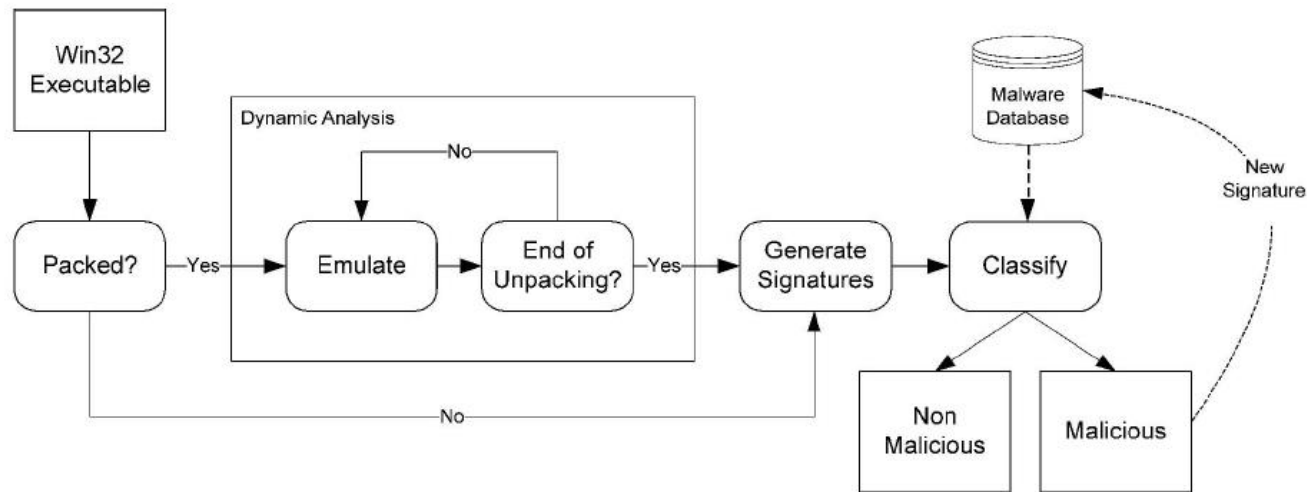 Win32
Executable
Dynamic Analysis
No
Packed?
Yes
Emulate
End of
Unpacking?
Yes
Generate
Signatures
Classify
Malware
Database
New
Signature
No
Non
Malicious
Malicious